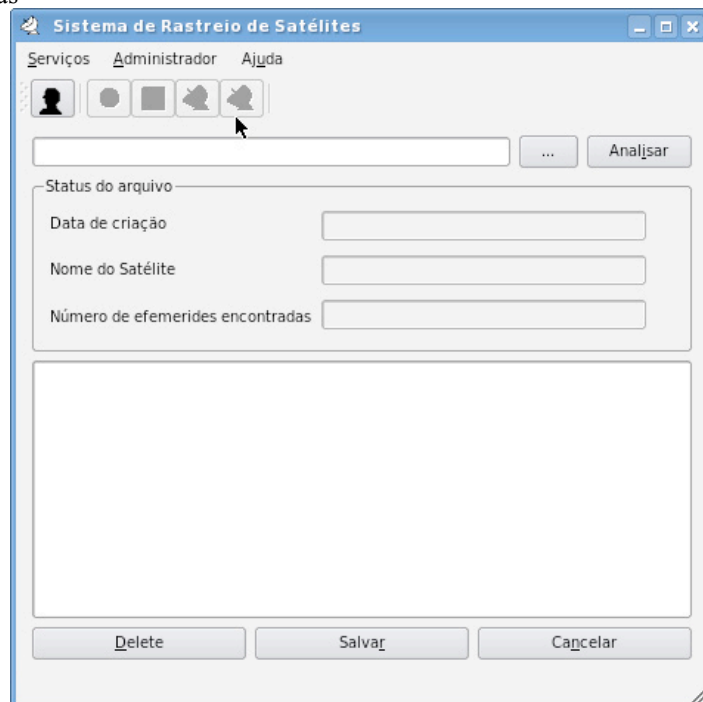 Sistema de Rastreio de Satélites
Serviços Administrador Ajuda
... Analisar
Status do arquivo
Data de criação
Nome do Satélite
Número de efemerides encontradas
Delete Salvar Cancelar